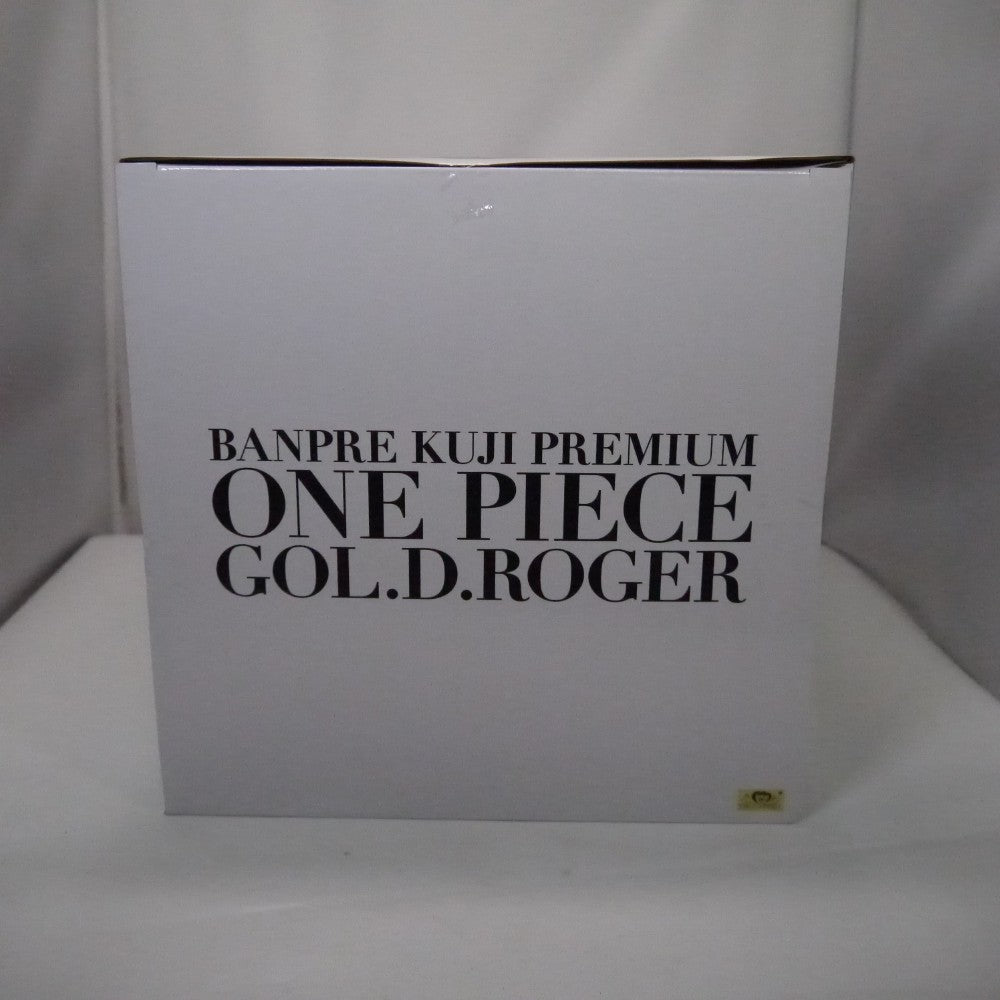 BANPRE KUJI PREMIUM
ONE PIECE
GOL.D.ROGER